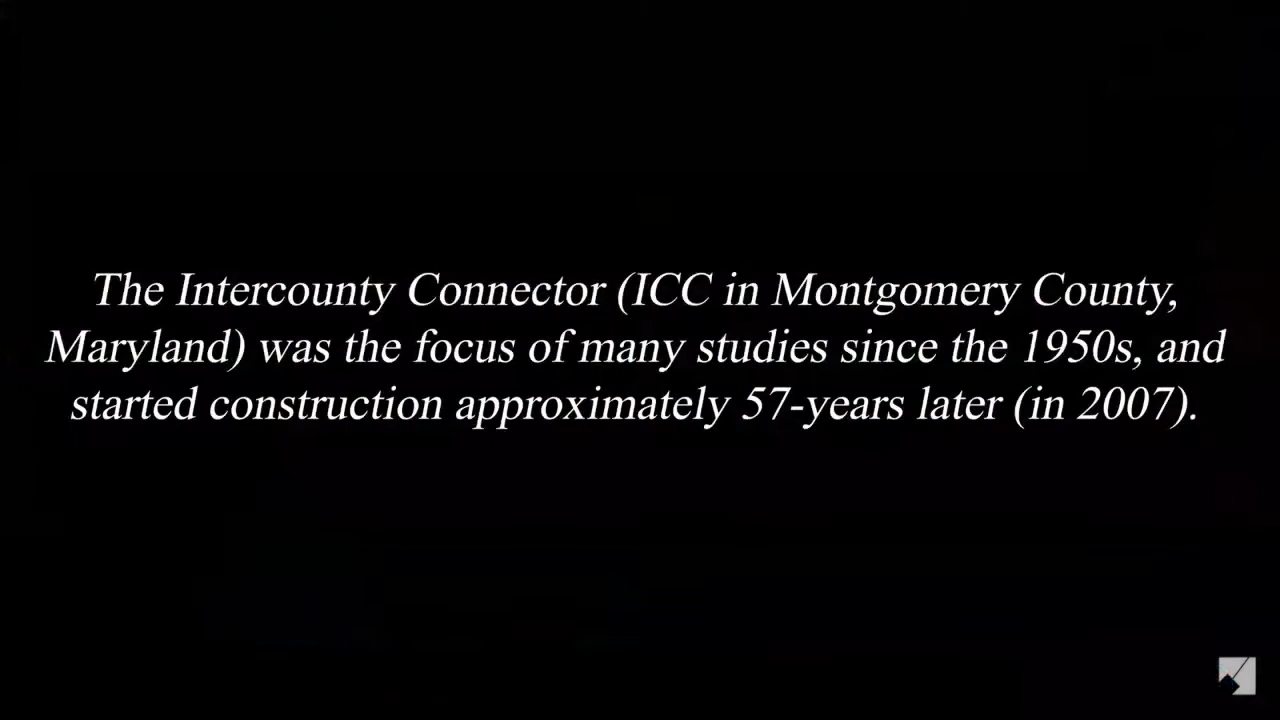 The Intercounty Connector (ICC in Montgomery County,
Maryland) was the focus of many studies since the 1950s, and
started construction approximately 57-years later (in 2007).